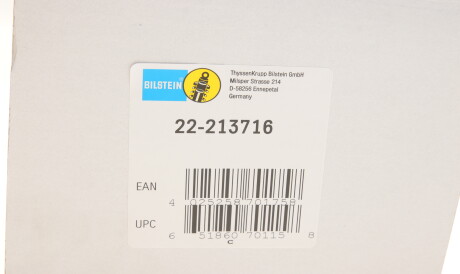 BILSTEIN
ThyssenKrupp Bilstein GmbH
Milsper Strasse 214
D-58256 Ennepetal
Germany
22-213716
EAN
4 025258 701758
UPC
6 51860 70115 8
C